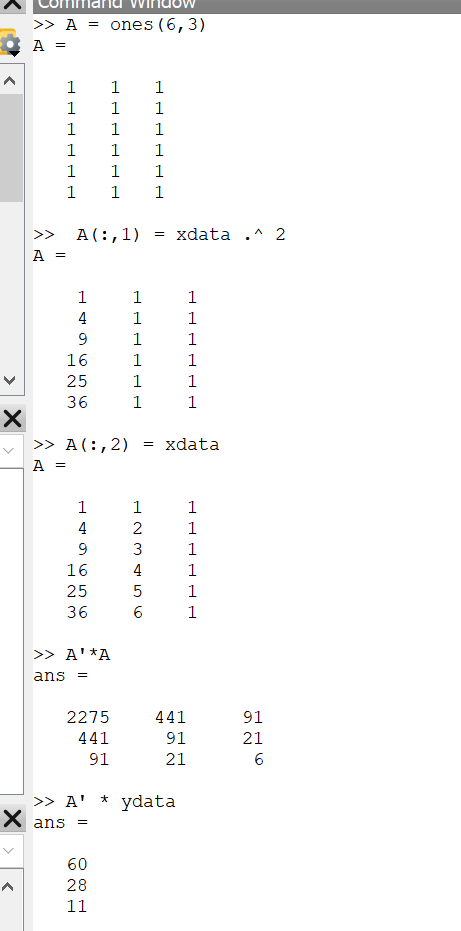 Command Window
>> A = ones(6,3)
A =
1 1 1
1 1 1
1 1 1
1 1 1
1 1 1
1 1 1
>>  A(:,1) = xdata .^ 2
A =
1 1 1
4 1 1
9 1 1
16 1 1
25 1 1
36 1 1
>> A(:,2) = xdata
A =
1 1 1
4 2 1
9 3 1
16 4 1
25 5 1
36 6 1
>> A'*A
ans =
2275 441 91
441 91 21
91 21 6
>> A' * ydata
ans =
60
28
11